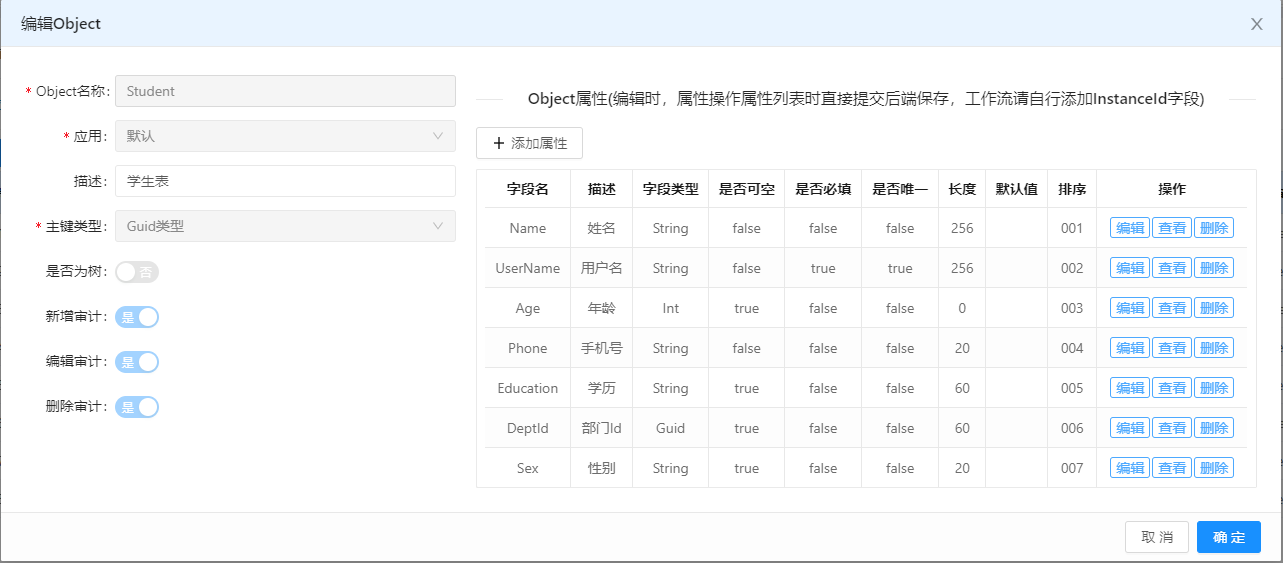 编辑Object
* Object名称: Student
* 应用: 默认
描述: 学生表
* 主键类型: Guid类型
是否为树: 否
新增审计: 是
编辑审计: 是
删除审计: 是
Object属性(编辑时，属性操作属性列表时直接提交后端保存，工作流请自行添加InstanceId字段)
+ 添加属性
字段名 描述 字段类型 是否可空 是否必填 是否唯一 长度 默认值 排序 操作
Name 姓名 String false false false 256 001 编辑 查看 删除
UserName 用户名 String false true true 256 002 编辑 查看 删除
Age 年龄 Int true false false 0 003 编辑 查看 删除
Phone 手机号 String false false false 20 004 编辑 查看 删除
Education 学历 String true false false 60 005 编辑 查看 删除
DeptId 部门Id Guid true false false 60 006 编辑 查看 删除
Sex 性别 String true false false 20 007 编辑 查看 删除
取 消 确 定